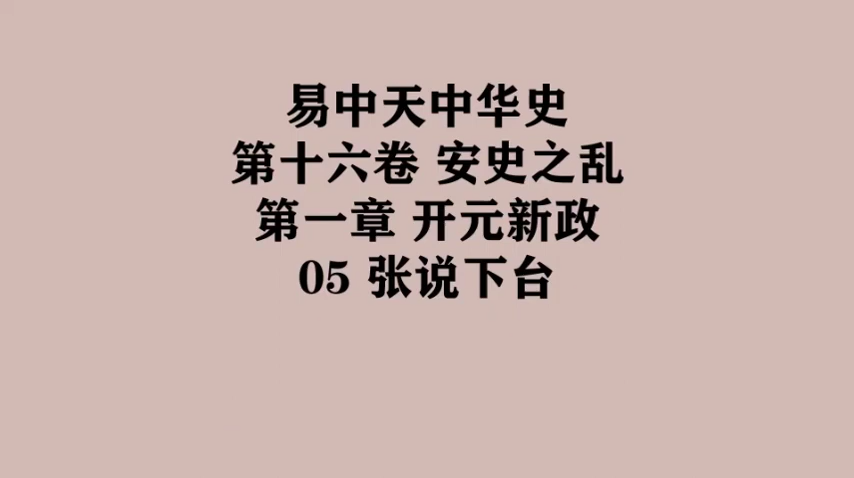 易中天中华史
第十六卷 安史之乱
第一章 开元新政
05 张说下台